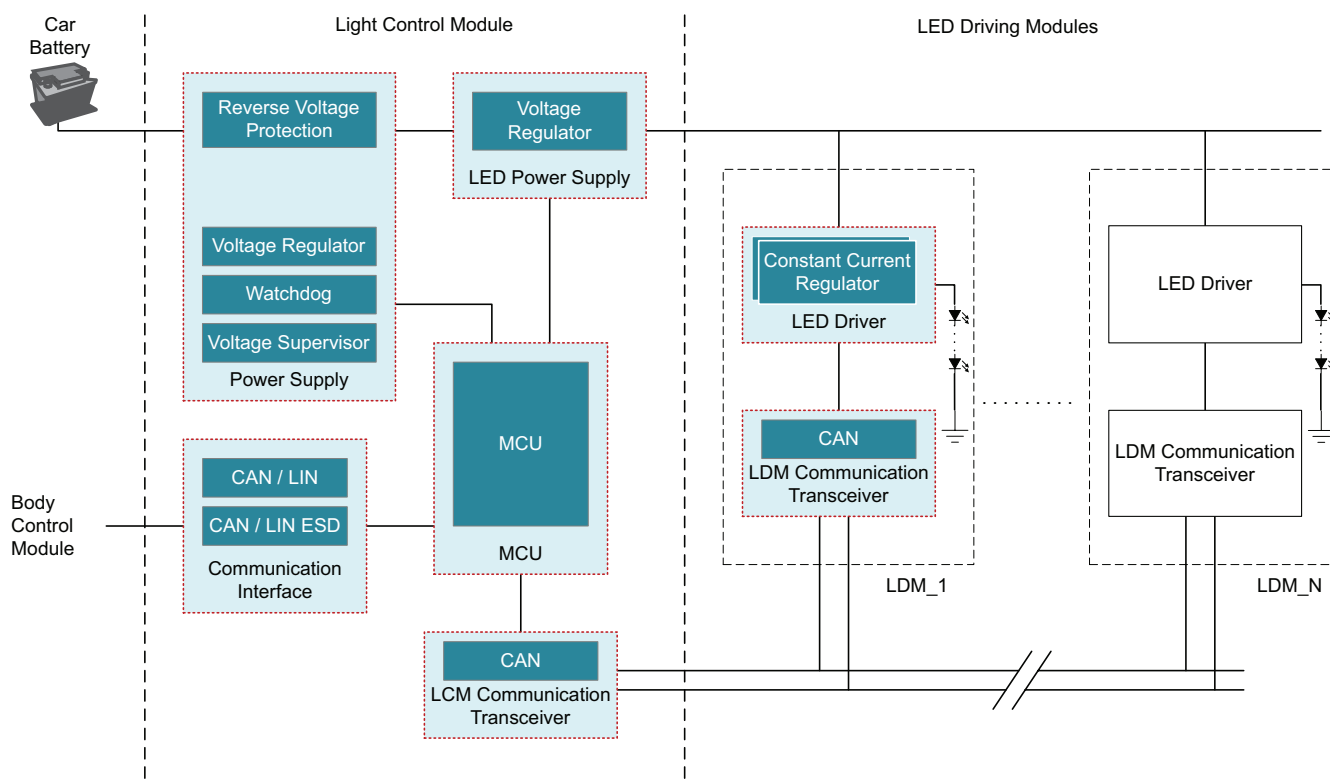 Car
Battery
Light Control Module
LED Driving Modules
Reverse Voltage
Protection
Voltage
Regulator
LED Power Supply
Voltage Regulator
Watchdog
Voltage Supervisor
Power Supply
Constant Current
Regulator
LED Driver
LED Driver
MCU
MCU
CAN
LDM Communication
Transceiver
LDM Communication
Transceiver
Body
Control
Module
CAN / LIN
CAN / LIN ESD
Communication
Interface
LDM_1
LDM_N
CAN
LCM Communication
Transceiver